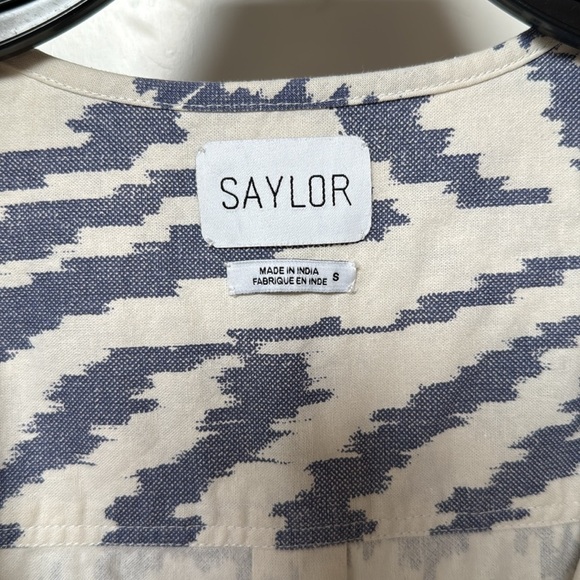 SAYLOR
MADE IN INDIA
FABRIQUE EN INDE
S